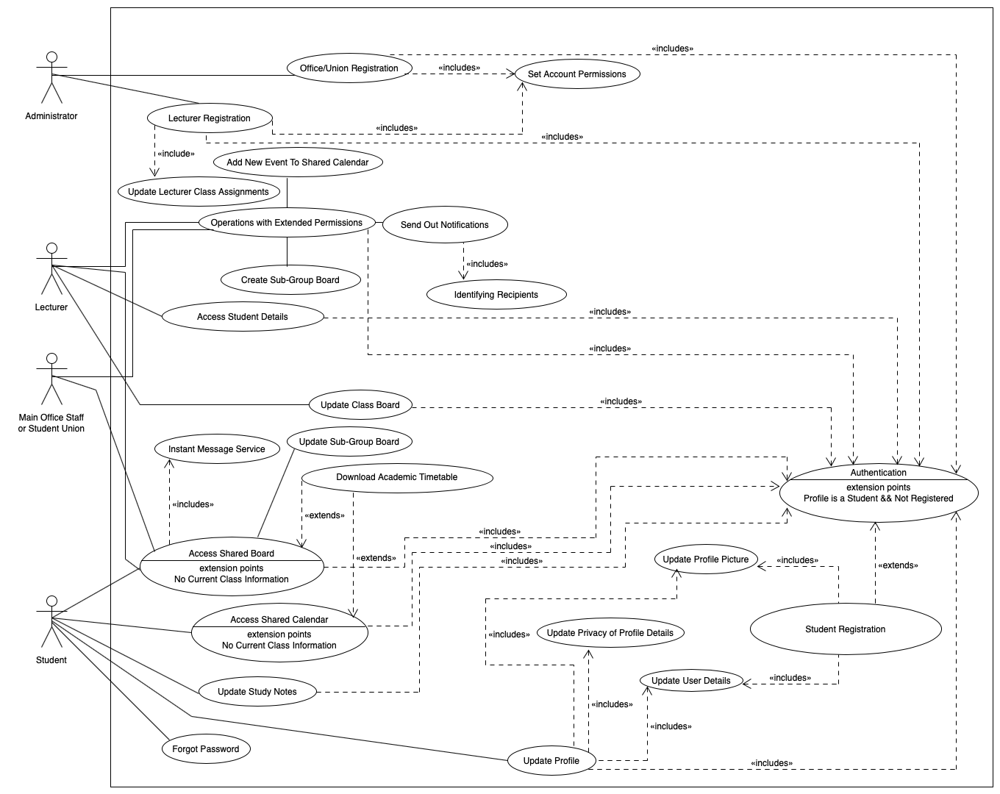 «includes»
Office/Union Registration
«includes»
Set Account Permissions
Administrator
Lecturer Registration
«includes»
«includes»
«include»
Add New Event To Shared Calendar
Update Lecturer Class Assignments
Operations with Extended Permissions
Send Out Notifications
«includes»
Create Sub-Group Board
Identifying Recipients
Lecturer
Access Student Details
«includes»
«includes»
Update Class Board
«includes»
Main Office Staff
or Student Union
Instant Message Service
Update Sub-Group Board
Download Academic Timetable
Authentication
extension points
Profile is a Student && Not Registered
«includes»
«extends»
«includes»
«includes»
«includes»
«extends»
Access Shared Board
extension points
No Current Class Information
Update Profile Picture
«includes»
«extends»
Access Shared Calendar
extension points
No Current Class Information
«includes»
Update Privacy of Profile Details
Student Registration
Student
Update Study Notes
Update User Details
«includes»
«includes»
«includes»
Forgot Password
Update Profile
«includes»